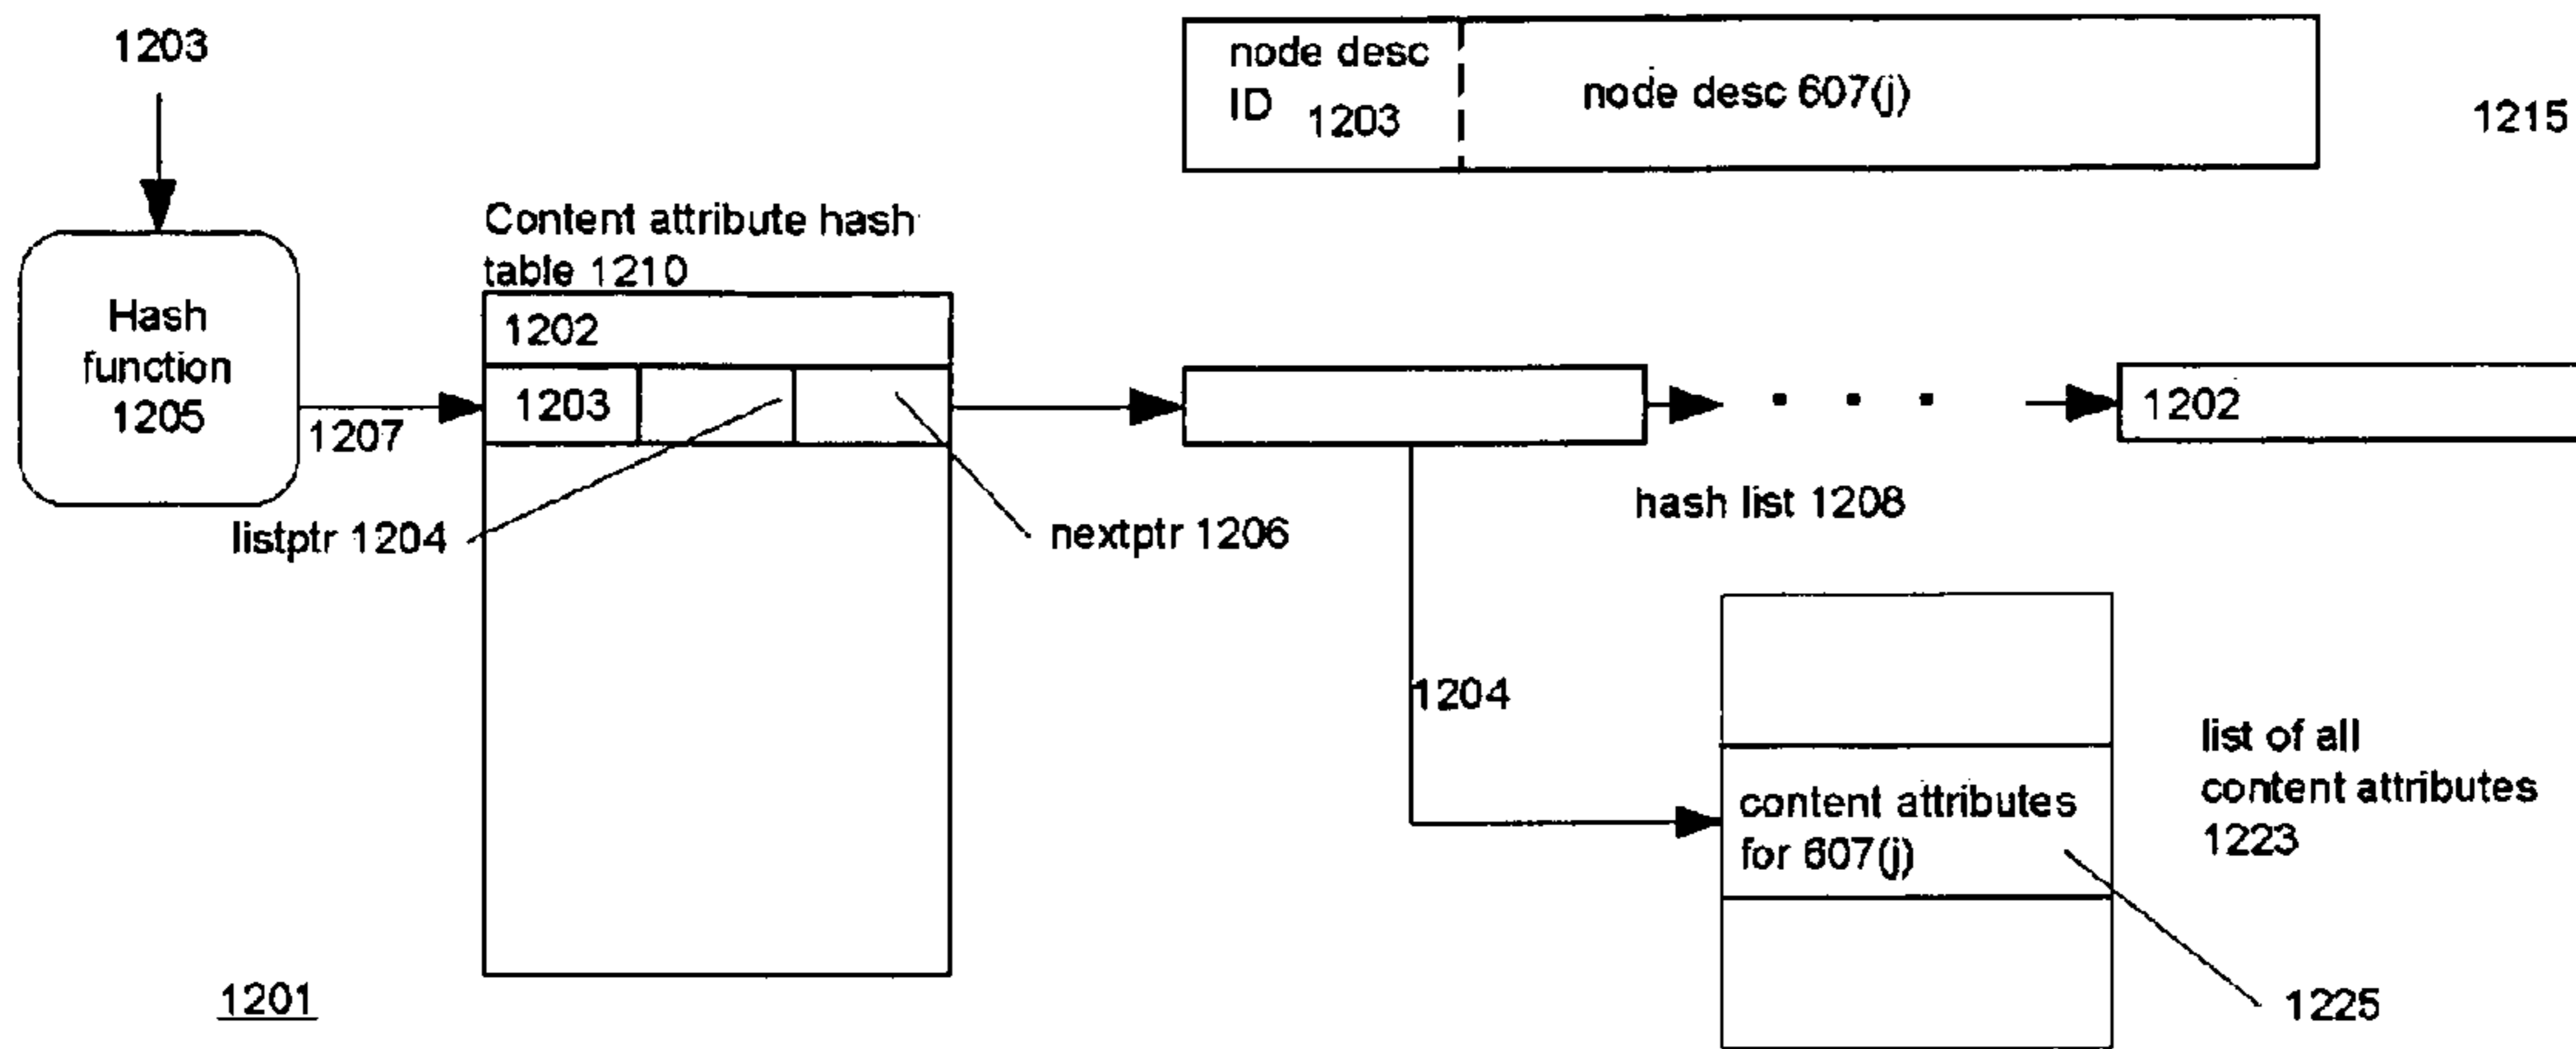 1203
node desc
ID 1203
node desc 607(j)
1215
Content attribute hash
table 1210
Hash
function
1205
1207
1202
1203
1202
listptr 1204
nextptr 1206
hash list 1208
1204
list of all
content attributes
1223
content attributes
for 607(j)
1225
1201